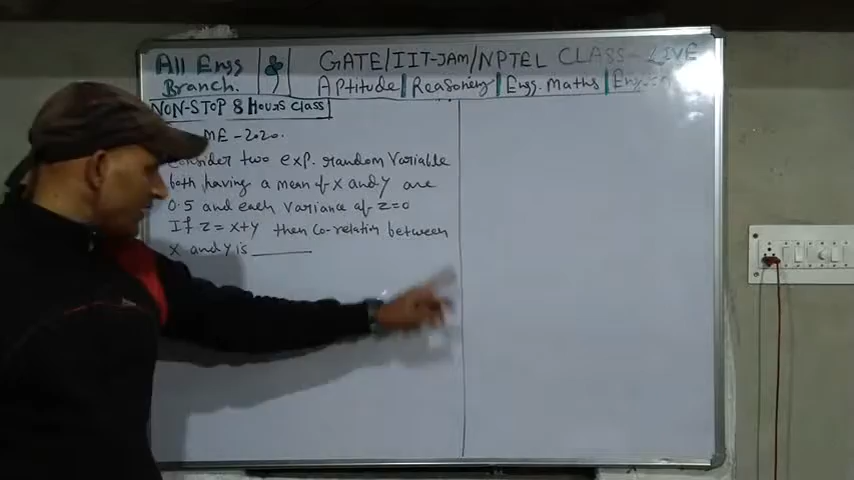 All Engg
Branch.
GATE/IIT-JAM/NPTEL CLASS-LIVE
Aptitude | Reasoning | Engg. Maths |
NON-STOP 8 HOURS CLASS
ME-2020.
Consider two exp. random Variable
both having a mean of X and Y are
0.5 and each Variance of Z=0
If Z = X+Y then Co-relatin between
X and Y is ______